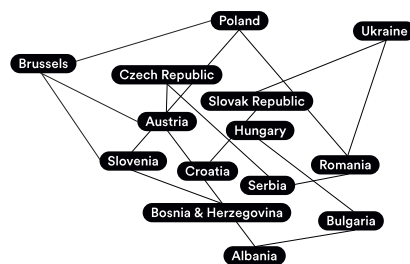 Poland
Ukraine
Brussels
Czech Republic
Slovak Republic
Austria
Hungary
Slovenia
Croatia
Romania
Serbia
Bosnia & Herzegovina
Bulgaria
Albania